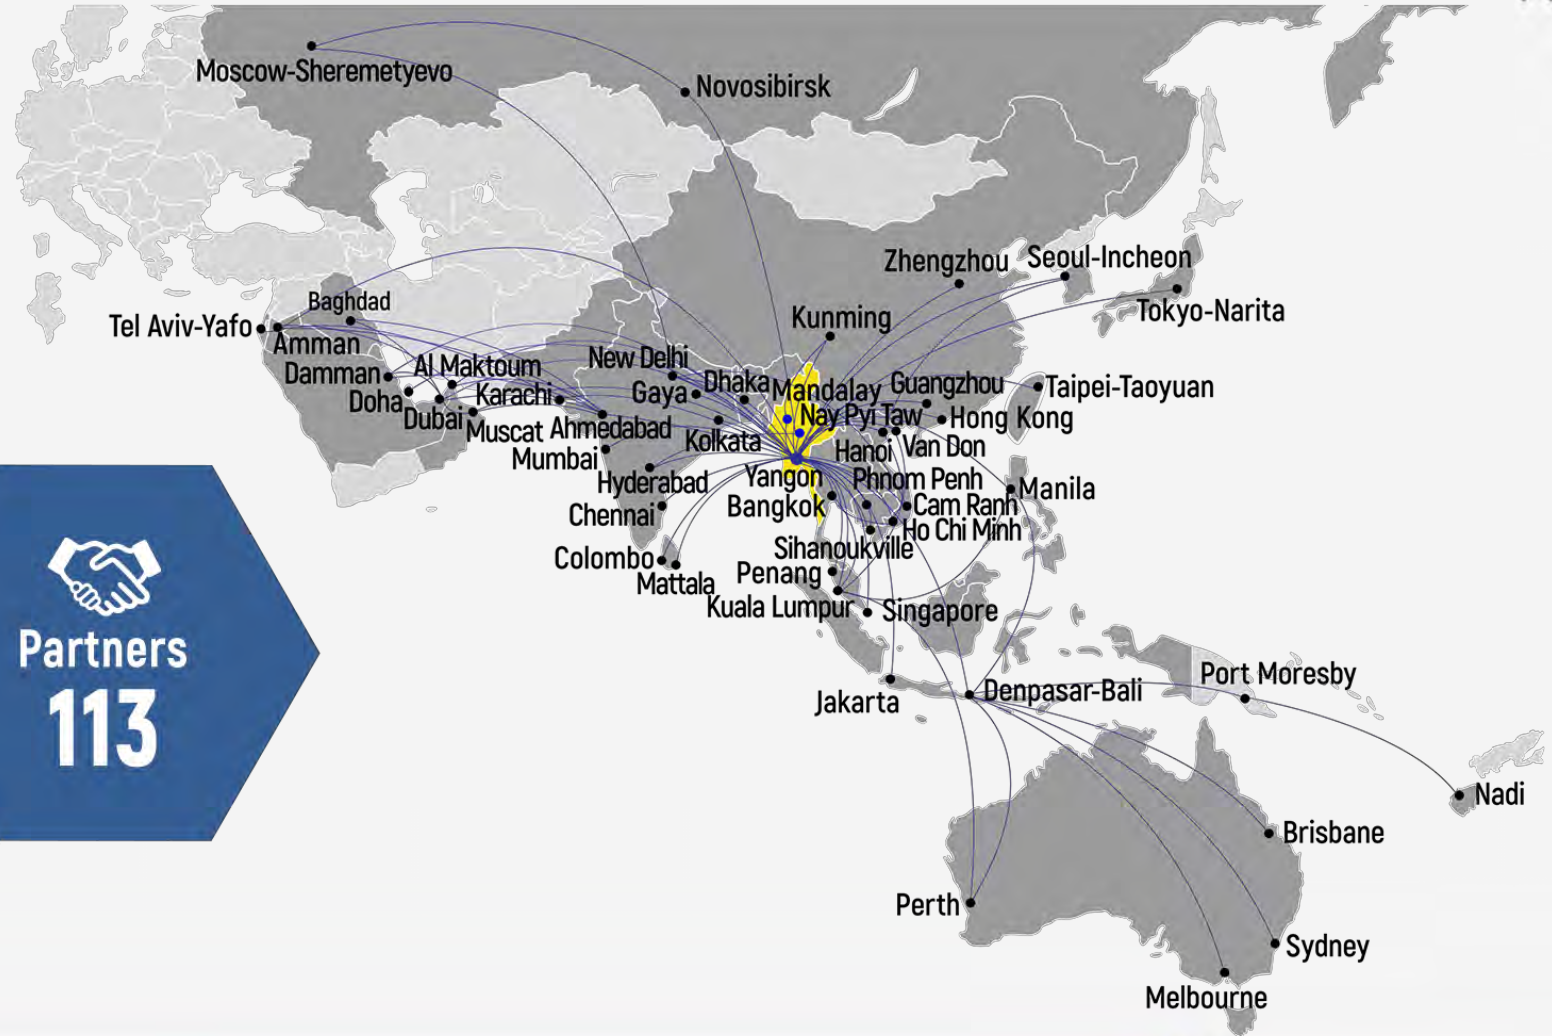 Moscow-Sheremetyevo
Novosibirsk
Zhengzhou
Seoul-Incheon
Baghdad
Tel Aviv-Yafo
Amman
Kunming
Tokyo-Narita
Damman
Al Maktoum
New Delhi
Doha
Dubai
Karachi
Gaya
Dhaka
Mandalay
Guangzhou
Taipei-Taoyuan
Muscat
Ahmedabad
Kolkata
Nay Pyi Taw
Hong Kong
Mumbai
Hanoi
Van Don
Hyderabad
Yangon
Phnom Penh
Manila
Chennai
Bangkok
Cam Ranh
Ho Chi Minh
Colombo
Sihanoukville
Mattala
Penang
Kuala Lumpur
Singapore
Partners
113
Jakarta
Denpasar-Bali
Port Moresby
Nadi
Brisbane
Perth
Sydney
Melbourne